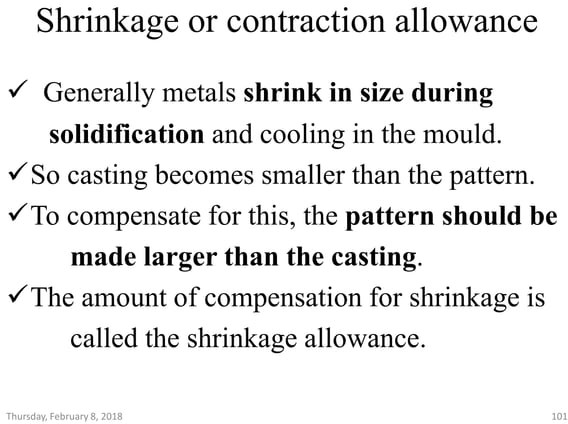 Shrinkage or contraction allowance
✓ Generally metals shrink in size during
solidification and cooling in the mould.
✓So casting becomes smaller than the pattern.
✓To compensate for this, the pattern should be
made larger than the casting.
✓The amount of compensation for shrinkage is
called the shrinkage allowance.
Thursday, February 8, 2018
101